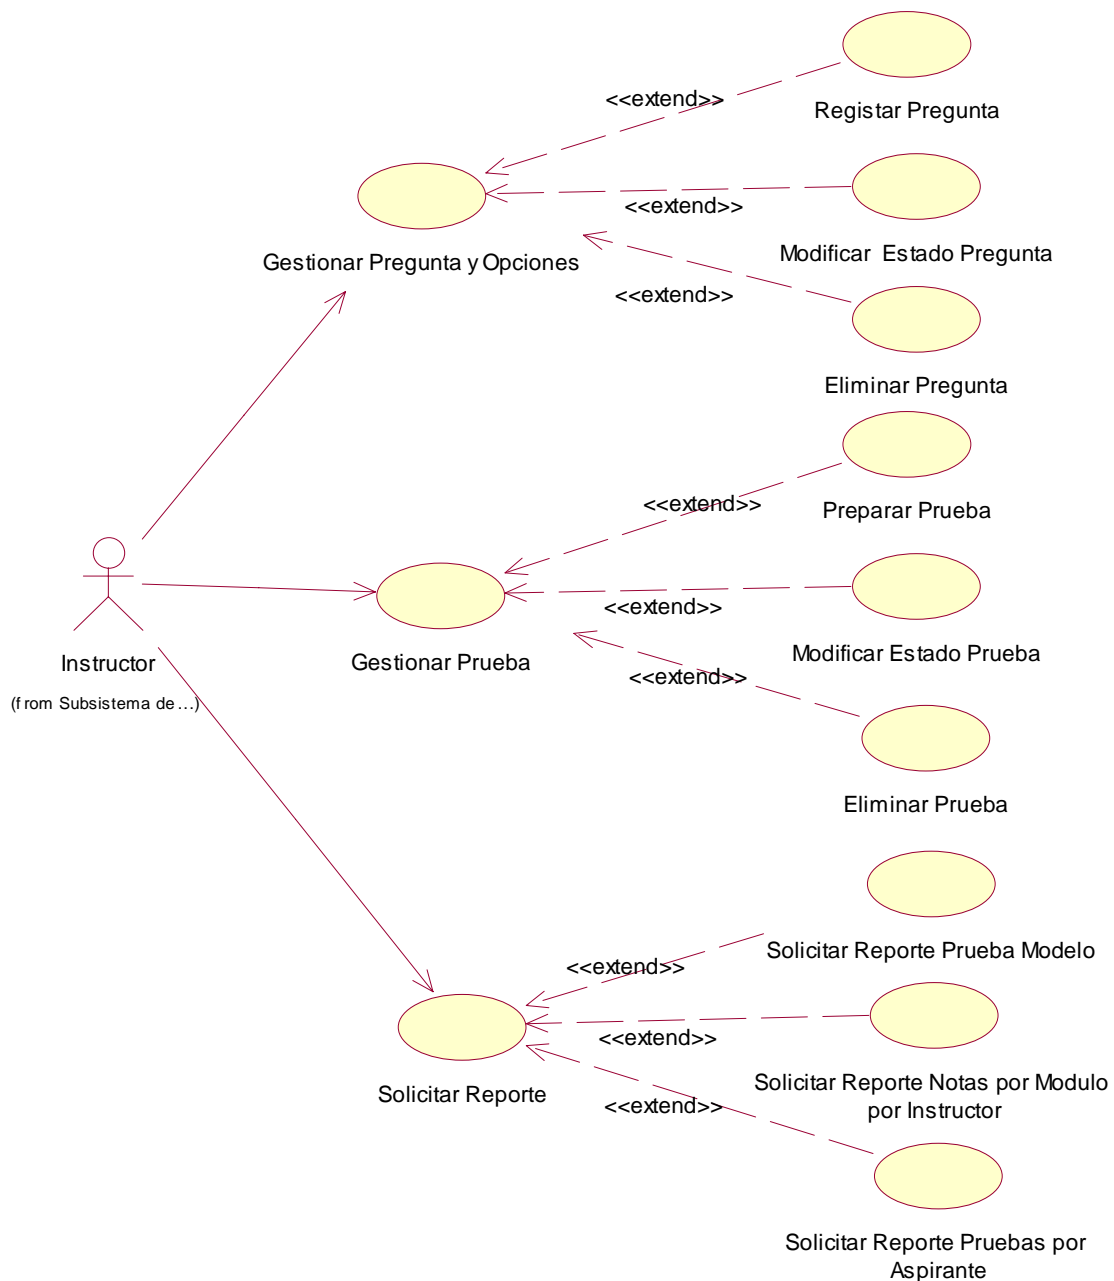 <<extend>>
Registar Pregunta
<<extend>>
Modificar Estado Pregunta
Gestionar Pregunta y Opciones
<<extend>>
Eliminar Pregunta
<<extend>>
Preparar Prueba
<<extend>>
Modificar Estado Prueba
Instructor
(from Subsistema de...)
Gestionar Prueba
<<extend>>
Eliminar Prueba
Solicitar Reporte Prueba Modelo
<<extend>>
<<extend>>
Solicitar Reporte Notas por Modulo
por Instructor
Solicitar Reporte
<<extend>>
Solicitar Reporte Pruebas por
Aspirante